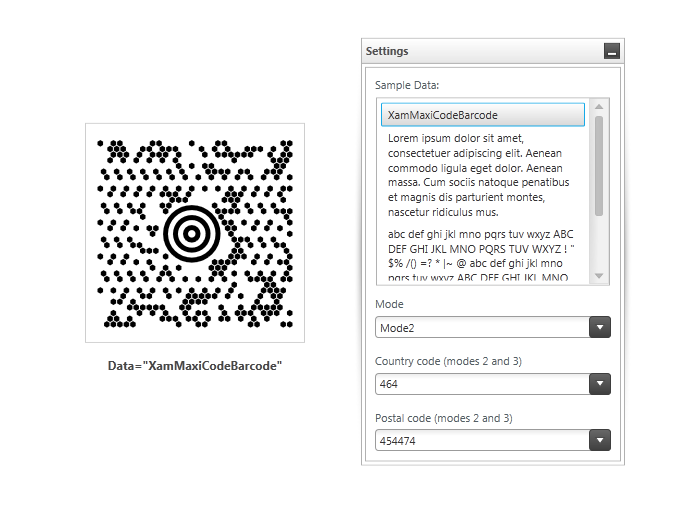 Data="XamMaxiCodeBarcode"
Settings
Sample Data:
XamMaxiCodeBarcode
Lorem ipsum dolor sit amet,
consectetuer adipiscing elit. Aenean
commodo ligula eget dolor. Aenean
massa. Cum sociis natoque penatibus
et magnis dis parturient montes,
nascetur ridiculus mus.
abc def ghi jkl mno pqrs tuv wxyz ABC
DEF GHI JKL MNO PQRS TUV WXYZ ! "
$% /() =? * |~ @ abc def ghi jkl mno
pqrs tuv wxyz ABC DEF GHI JKL MNO
Mode
Mode2
Country code (modes 2 and 3)
464
Postal code (modes 2 and 3)
454474